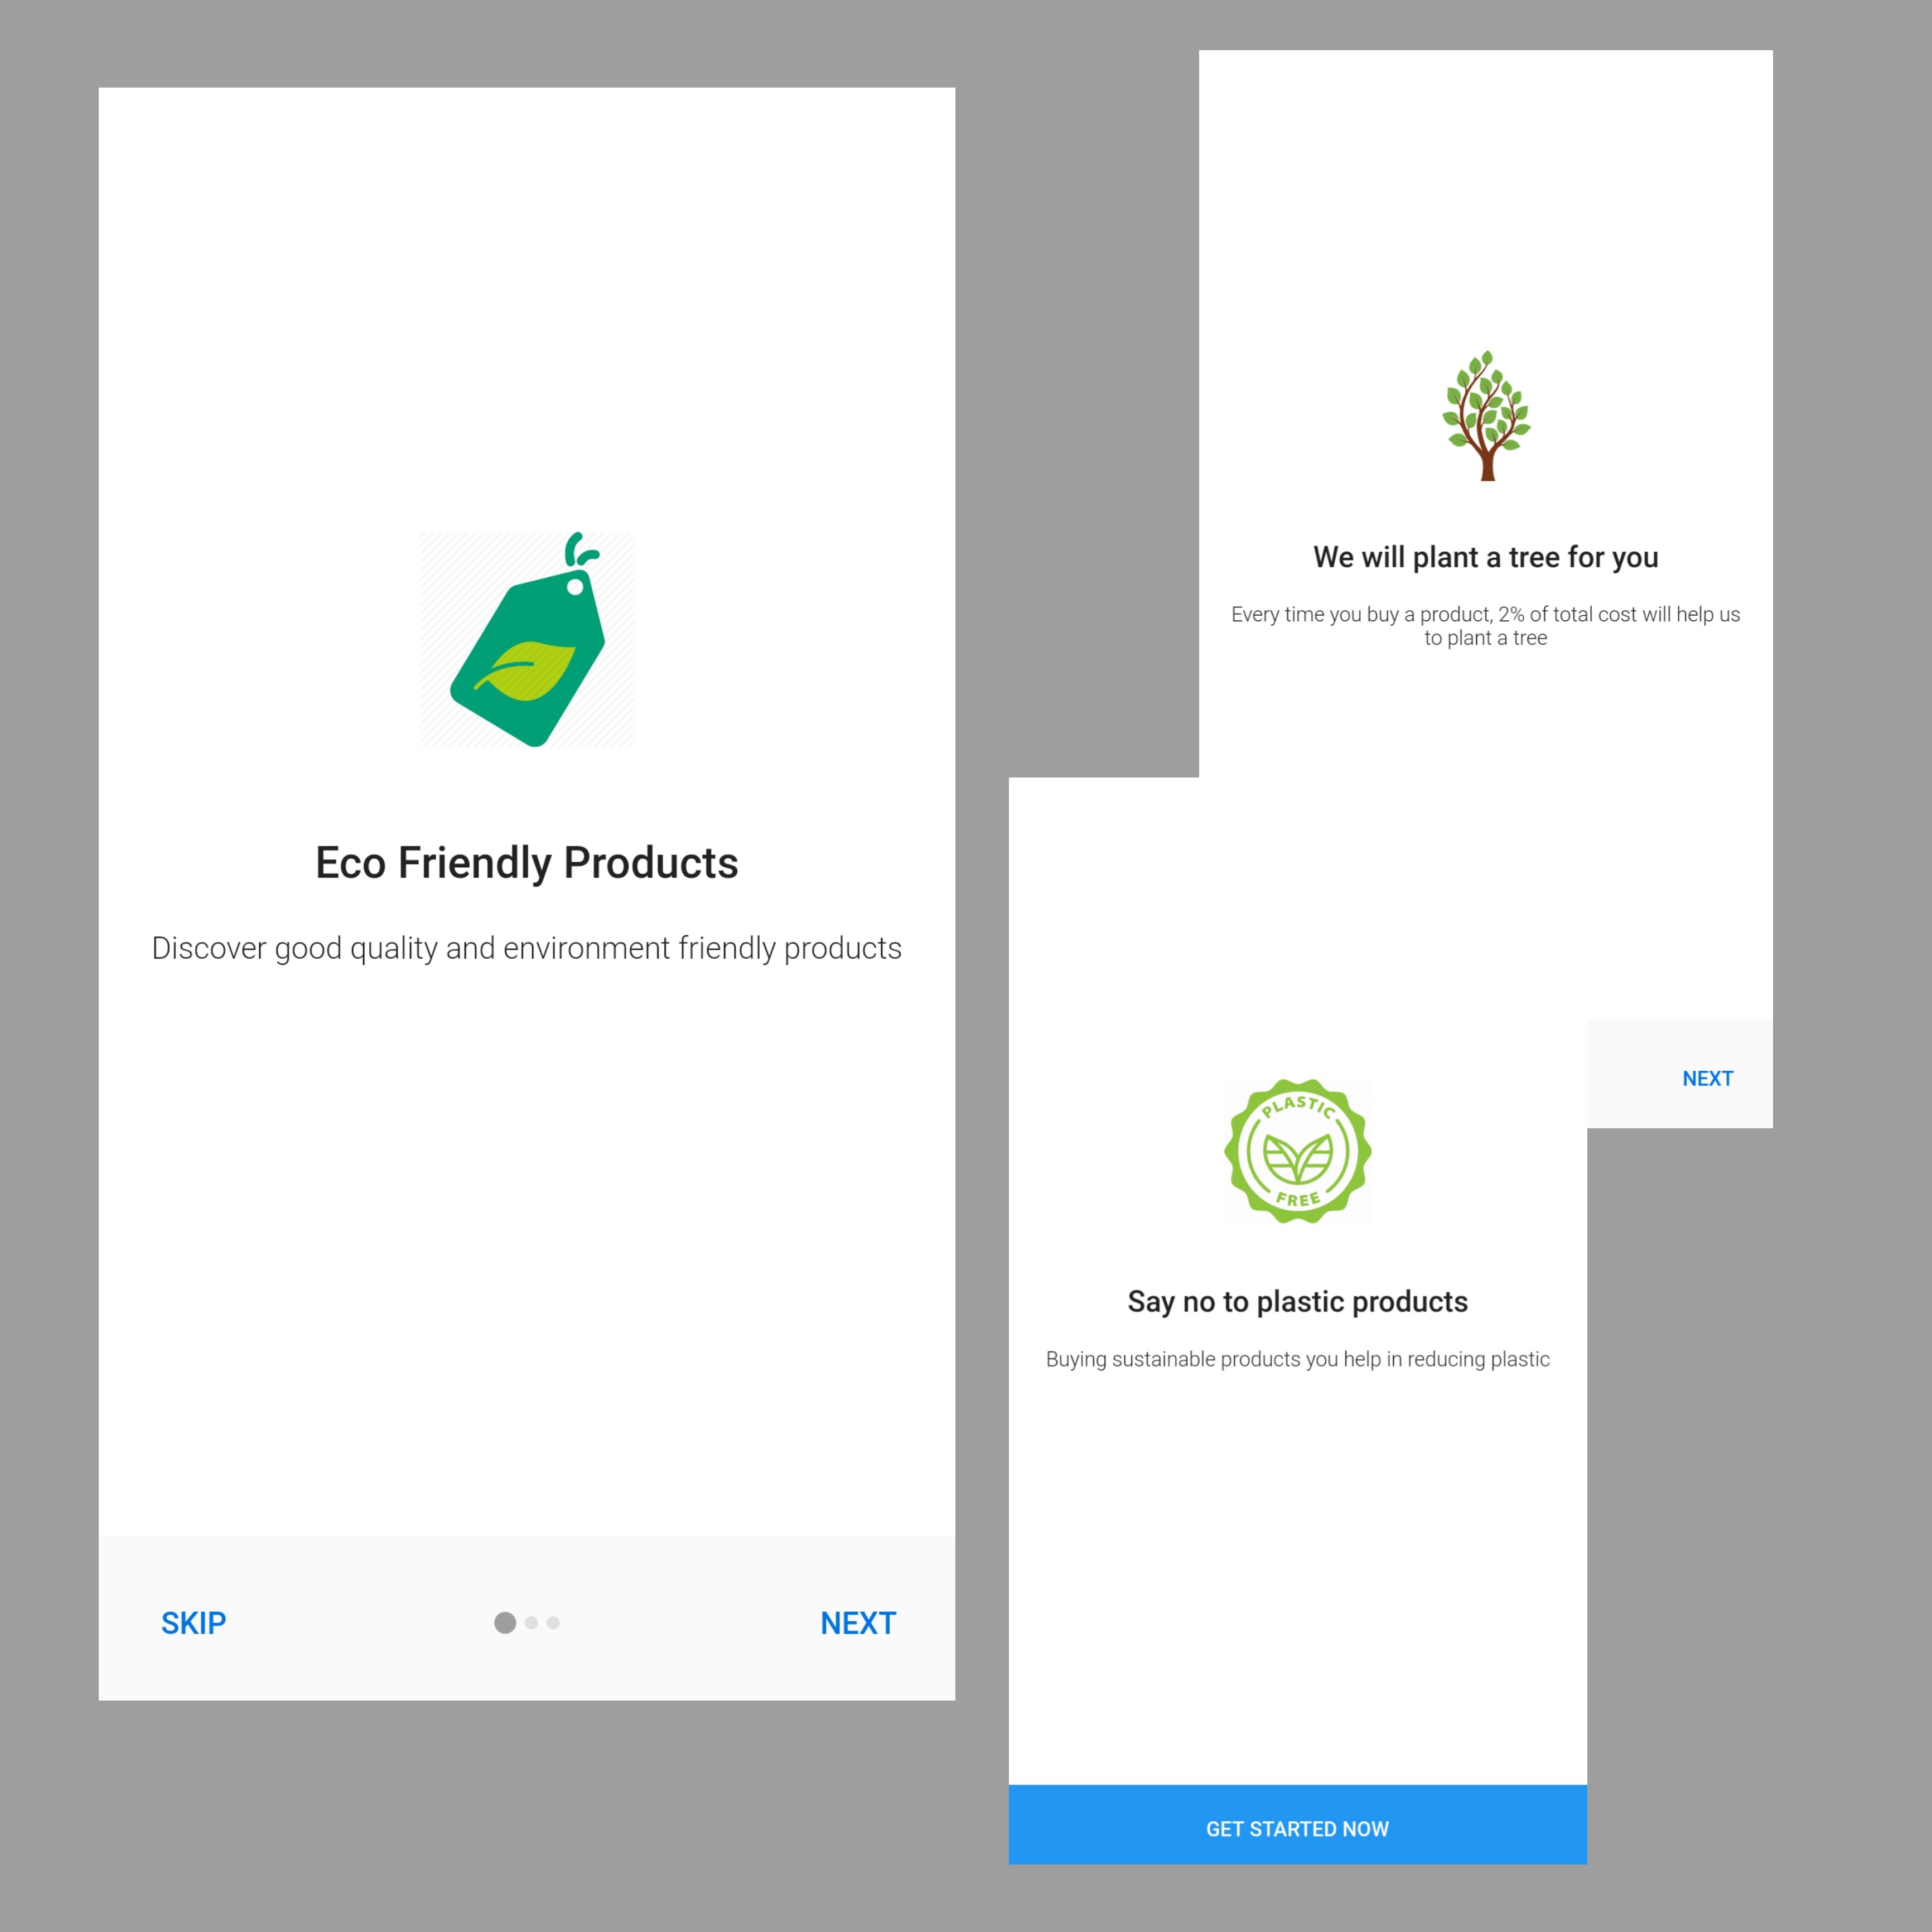 Eco Friendly Products
Discover good quality and environment friendly products
SKIP
NEXT
We will plant a tree for you
Every time you buy a product, 2% of total cost will help us
to plant a tree
NEXT
PLASTIC
FREE
Say no to plastic products
Buying sustainable products you help in reducing plastic
GET STARTED NOW